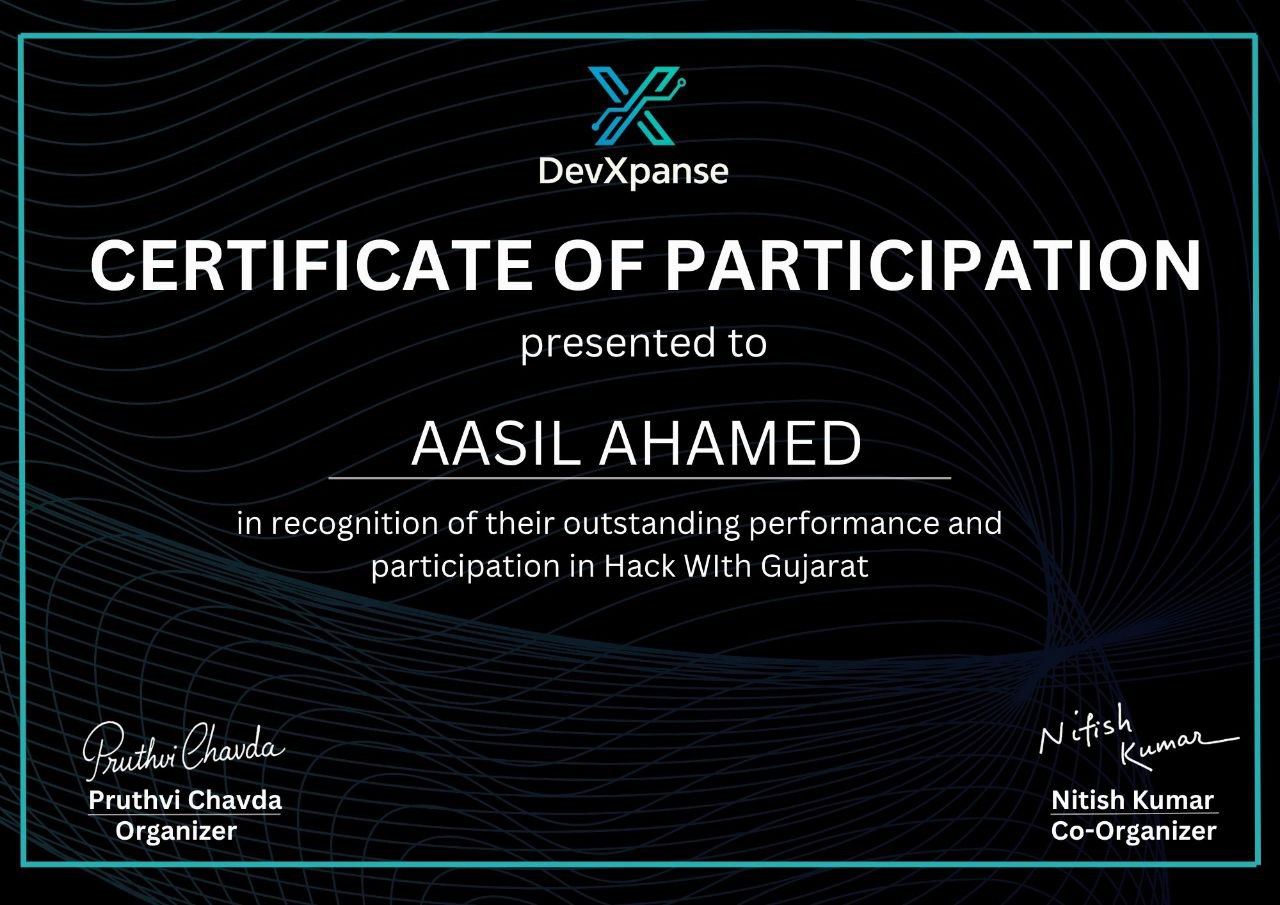 DevXpanse
CERTIFICATE OF PARTICIPATION
presented to
AASIL AHAMED
in recognition of their outstanding performance and
participation in Hack WIth Gujarat
Pruthvi Chavda
Pruthvi Chavda
Organizer
Nitish
Kumar
Nitish Kumar
Co-Organizer